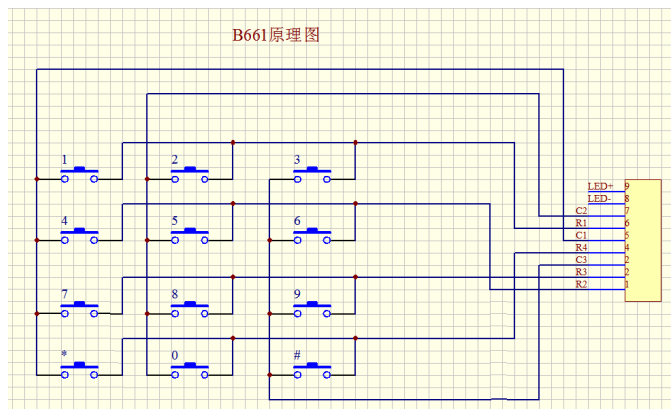 B661原理图
1 2 3
4 5 6
7 8 9
* 0 #
LED+ 9
LED- 8
C2 7
R1 6
C1 5
R4 4
C3 2
R3 2
R2 1